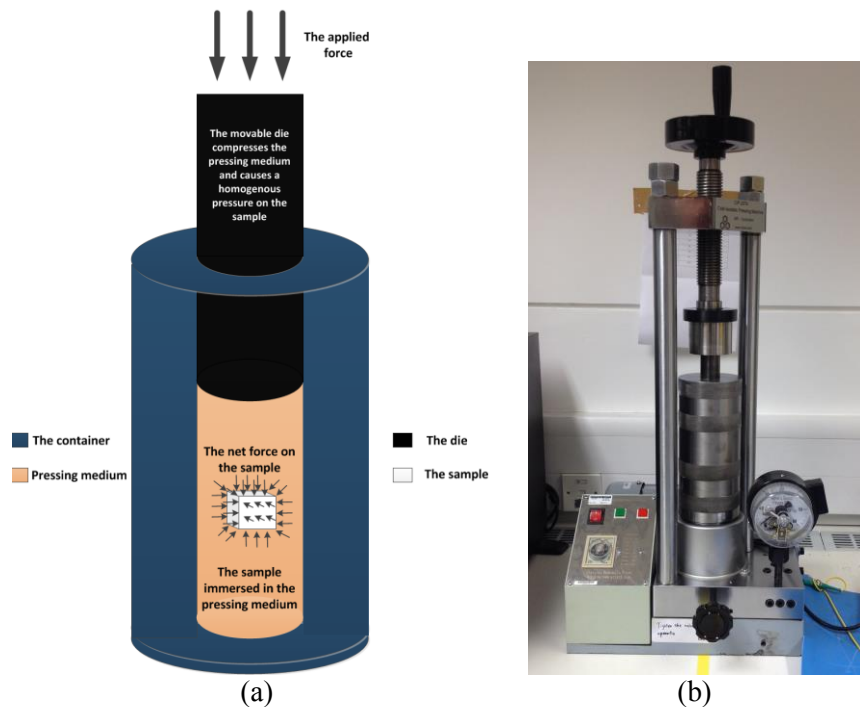 The applied
force
The movable die
compresses the
pressing medium
and causes a
homogenous
pressure on the
sample
The container
Pressing medium
The die
The sample
The net force on
the sample
The sample
immersed in the
pressing medium
(a)
(b)